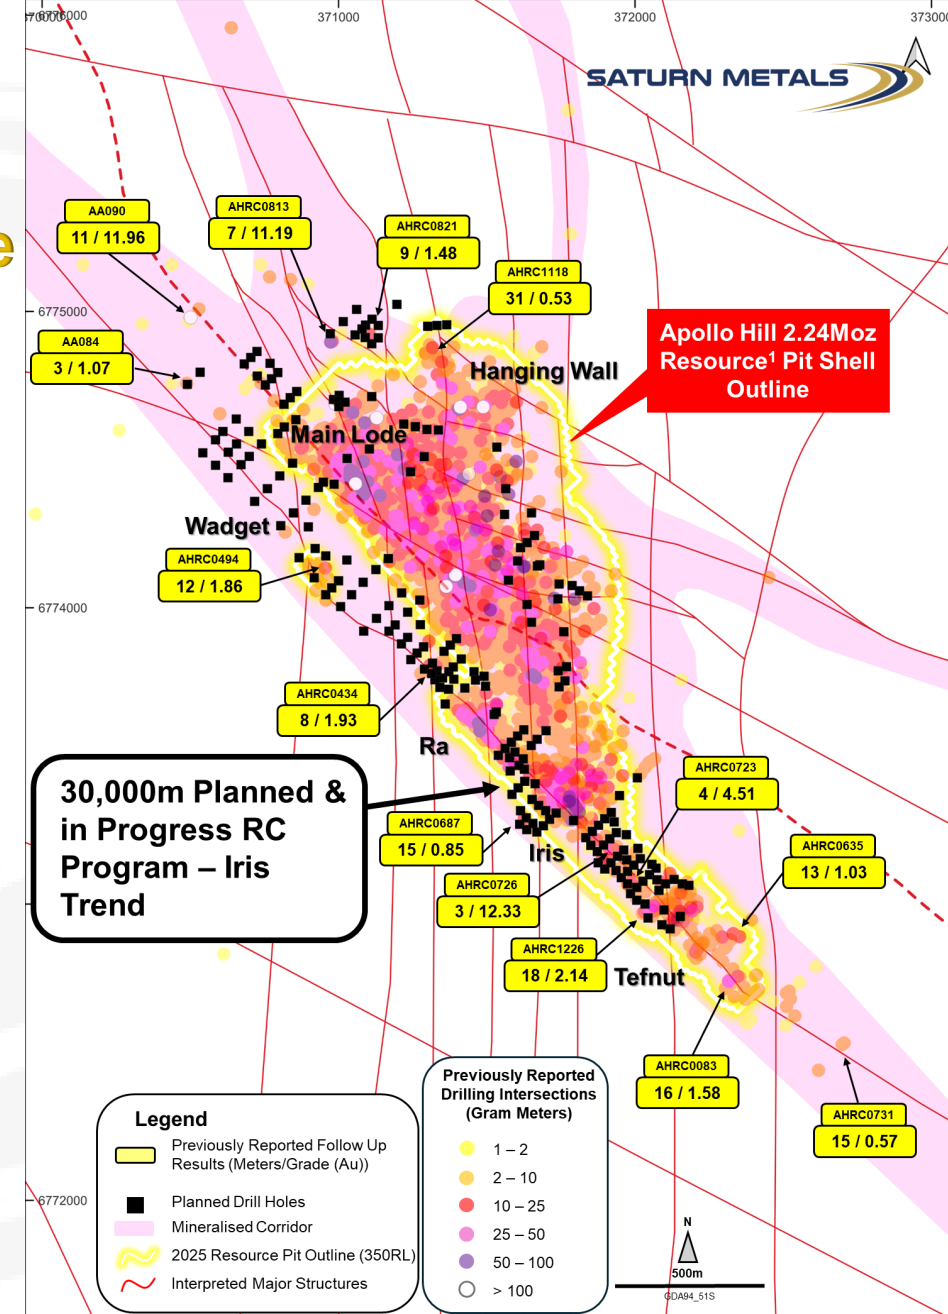 6776000
371000
372000
SATURN METALS
AHRC0813
7 / 11.19
AA090
11 / 11.96
AHRC0821
9 / 1.48
AHRC1118
31 / 0.53
e
6775000
AA084
3 / 1.07
Apollo Hill 2.24Moz
Resource¹ Pit Shell
Outline
Hanging Wall
Main Lode
Wadget
AHRC0494
12 / 1.86
6774000
AHRC0434
8 / 1.93
Ra
30,000m Planned &
in Progress RC
Program – Iris
Trend
AHRC0723
4 / 4.51
AHRC0687
15 / 0.85
Iris
AHRC0635
13 / 1.03
AHRC0726
3 / 12.33
AHRC1226
18 / 2.14
Tefnut
AHRC0083
16 / 1.58
AHRC0731
15 / 0.57
6772000
Legend
Previously Reported Follow Up
Results (Meters/Grade (Au))
Planned Drill Holes
Mineralised Corridor
2025 Resource Pit Outline (350RL)
Interpreted Major Structures
Previously Reported
Drilling Intersections
(Gram Meters)
1 – 2
2 – 10
10 – 25
25 – 50
50 – 100
> 100
N
500m
GDA94_51S